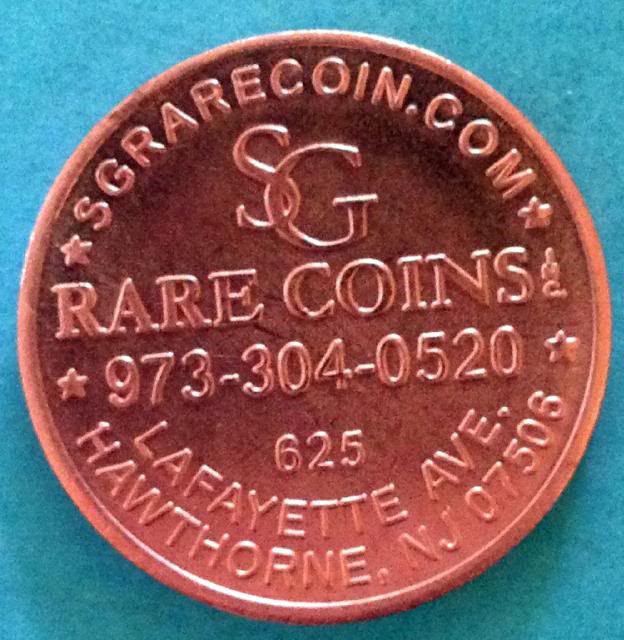 SGRARECOIN.COM
SG
RARE COINS inc
973-304-0520
625
LAFAYETTE AVE.
HAWTHORNE, NJ 07506